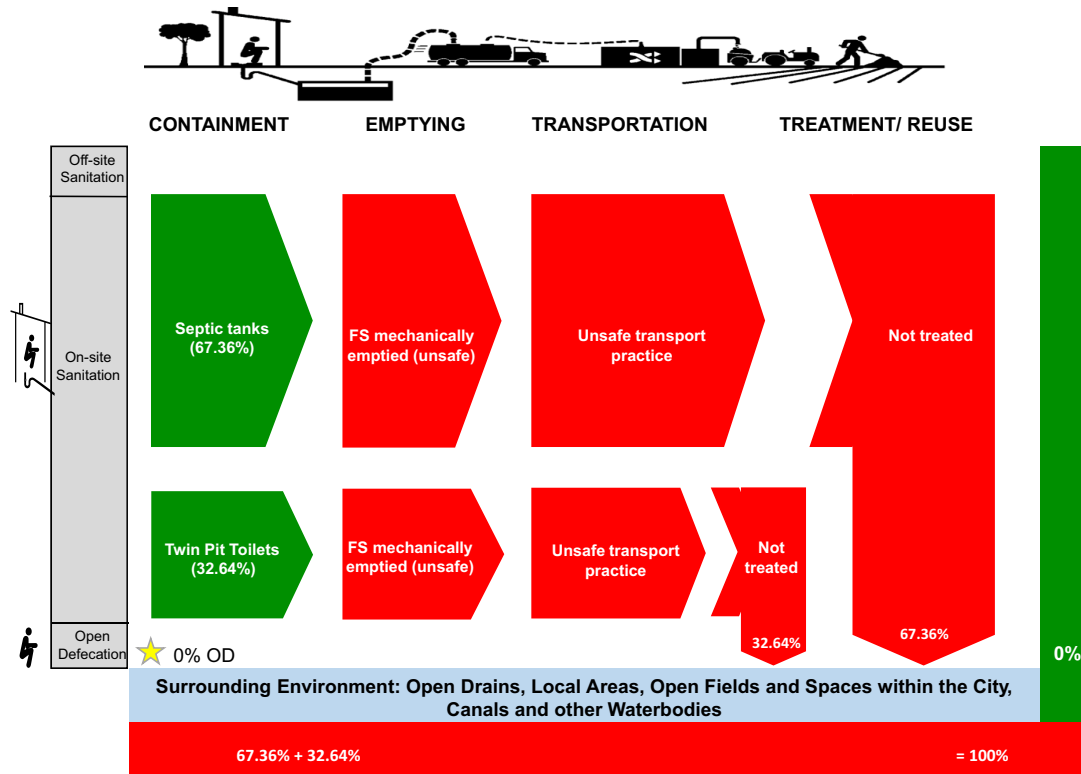 CONTAINMENT
EMPTYING
TRANSPORTATION
TREATMENT/ REUSE
Off-site
Sanitation
On-site
Sanitation
Open
Defecation
Septic tanks
(67.36%)
FS mechanically
emptied (unsafe)
Unsafe transport
practice
Not treated
Twin Pit Toilets
(32.64%)
FS mechanically
emptied (unsafe)
Unsafe transport
practice
Not
treated
32.64%
67.36%
0% OD
0%
Surrounding Environment: Open Drains, Local Areas, Open Fields and Spaces within the City,
Canals and other Waterbodies
67.36% + 32.64%
= 100%